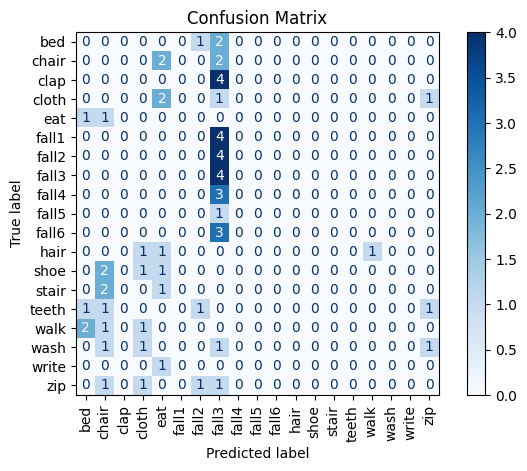 Confusion Matrix
bed 0 0 0 0 0 0 1 2 0 0 0 0 0 0 0 0 0 0 0
chair 0 0 0 0 2 0 0 2 0 0 0 0 0 0 0 0 0 0 0
clap 0 0 0 0 0 0 0 4 0 0 0 0 0 0 0 0 0 0 0
cloth 0 0 0 0 2 0 0 1 0 0 0 0 0 0 0 0 0 0 1
eat 1 1 0 0 0 0 0 0 0 0 0 0 0 0 0 0 0 0 0
fall1 0 0 0 0 0 0 0 4 0 0 0 0 0 0 0 0 0 0 0
fall2 0 0 0 0 0 0 0 4 0 0 0 0 0 0 0 0 0 0 0
fall3 0 0 0 0 0 0 0 4 0 0 0 0 0 0 0 0 0 0 0
fall4 0 0 0 0 0 0 0 3 0 0 0 0 0 0 0 0 0 0 0
fall5 0 0 0 0 0 0 0 1 0 0 0 0 0 0 0 0 0 0 0
fall6 0 0 0 0 0 0 0 3 0 0 0 0 0 0 0 0 0 0 0
hair 0 0 0 1 1 0 0 0 0 0 0 0 0 0 0 1 0 0 0
shoe 0 2 0 1 1 0 0 0 0 0 0 0 0 0 0 0 0 0 0
stair 0 2 0 0 1 0 0 0 0 0 0 0 0 0 0 0 0 0 0
teeth 1 1 0 0 0 0 1 0 0 0 0 0 0 0 0 0 0 0 1
walk 2 1 0 1 0 0 0 0 0 0 0 0 0 0 0 0 0 0 0
wash 0 1 0 1 0 0 0 1 0 0 0 0 0 0 0 0 0 0 1
write 0 0 0 0 1 0 0 0 0 0 0 0 0 0 0 0 0 0 0
zip 0 1 0 1 0 0 1 1 0 0 0 0 0 0 0 0 0 0 0
bed chair clap cloth eat fall1 fall2 fall3 fall4 fall5 fall6 hair shoe stair teeth walk wash write zip
Predicted label
True label
4.0
3.5
3.0
2.5
2.0
1.5
1.0
0.5
0.0